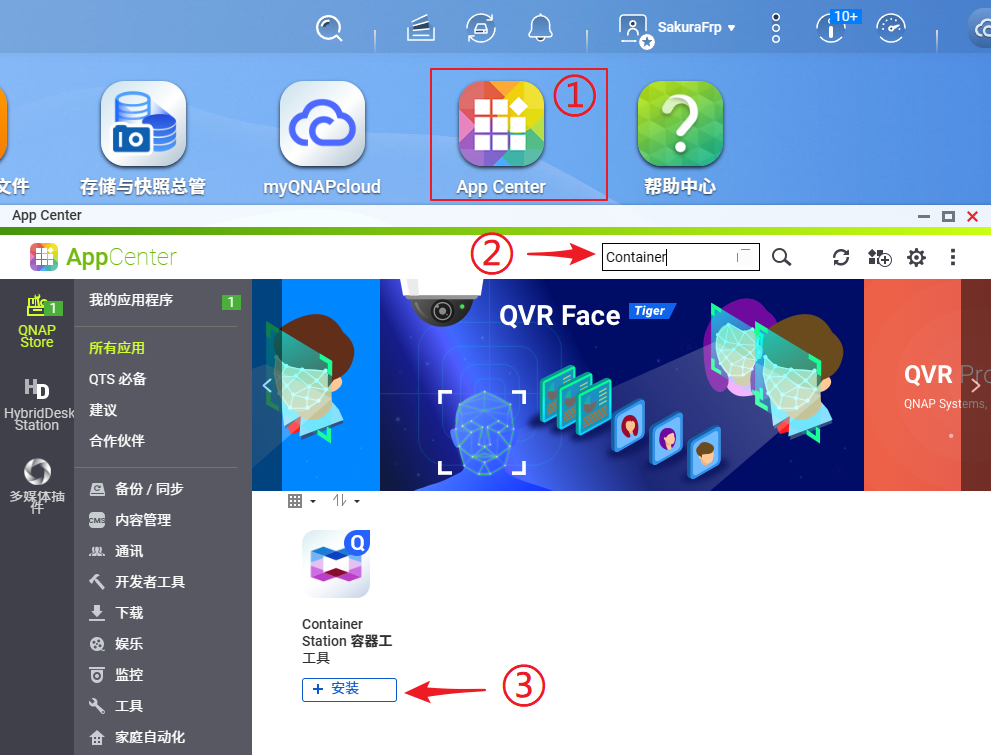 10+
SakuraFrp
①
文件
存储与快照总管
myQNAPcloud
App Center
帮助中心
App Center
AppCenter
②
Container
1
QNAP
Store
HybridDesk
Station
多媒体插
件
我的应用程序
1
所有应用
QTS 必备
建议
合作伙伴
备份 / 同步
CMS
内容管理
通讯
开发者工具
下载
娱乐
监控
工具
家庭自动化
QVR Face
Tiger
QVR Pro
QNAP Systems,
Q
Container
Station 容器工
工具
+ 安装
③